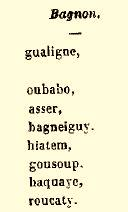 Bagnon.
gualigne,
oubabo,
asser,
bagneiguy.
hiatem,
gousoup.
baquaye,
roucaty.